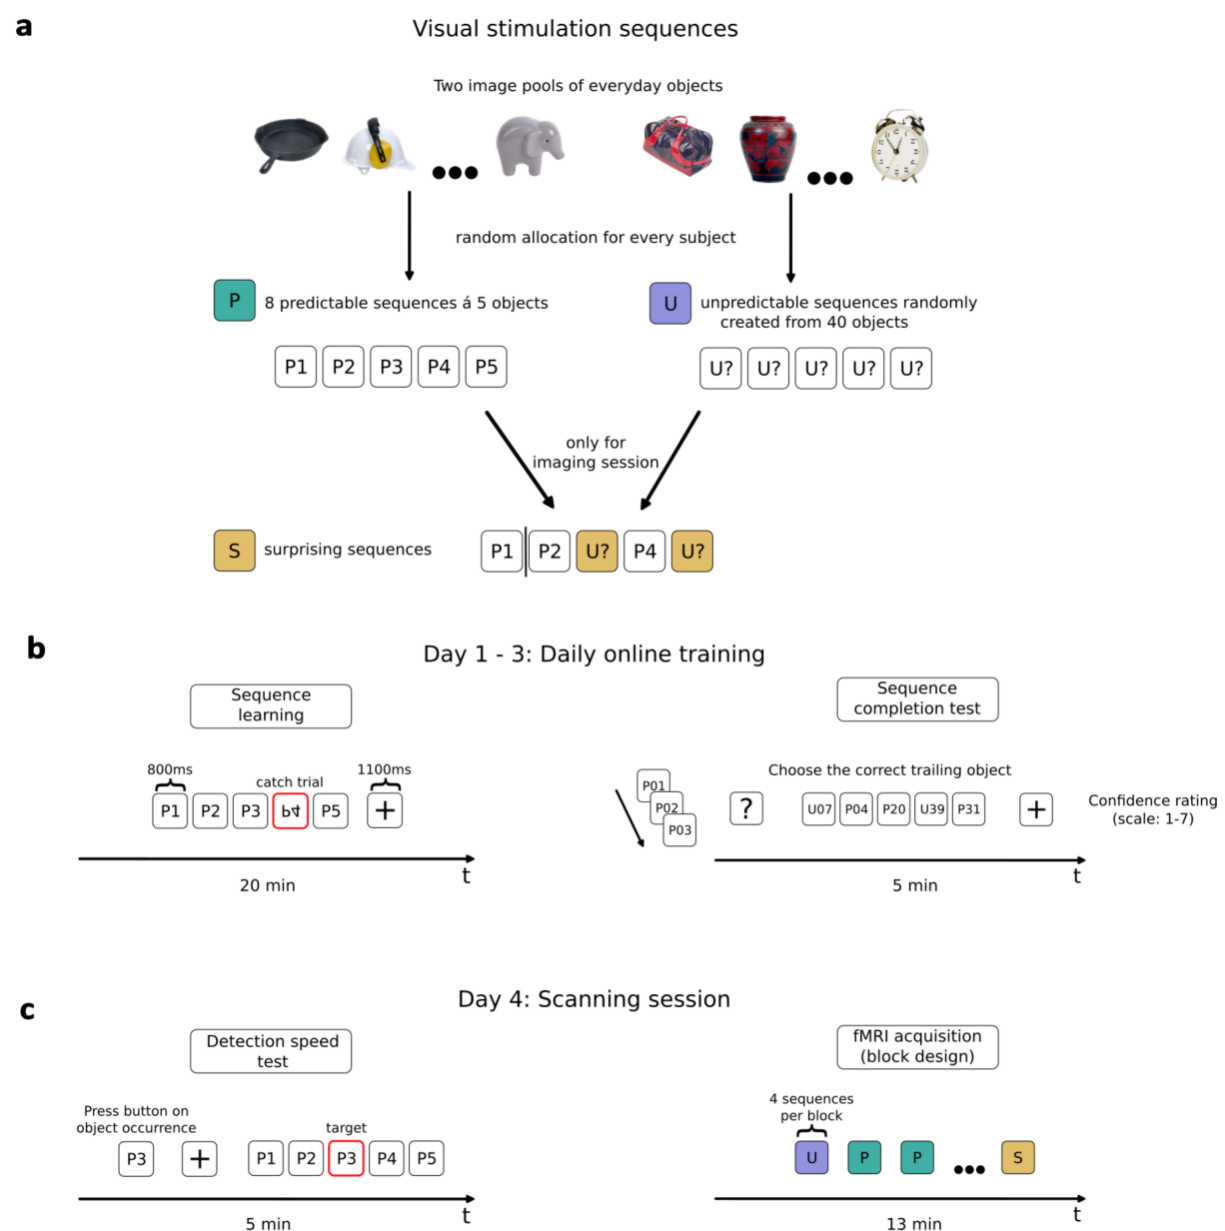 a
Visual stimulation sequences
Two image pools of everyday objects
random allocation for every subject
P
8 predictable sequences á 5 objects
U
unpredictable sequences randomly
created from 40 objects
P1 P2 P3 P4 P5
U? U? U? U? U?
only for
imaging session
S
surprising sequences
P1 P2 U? P4 U?
b
Day 1 - 3: Daily online training
Sequence
learning
800ms
catch trial
1100ms
P1 P2 P3 P4 P5 +
t
20 min
Sequence
completion test
Choose the correct trailing object
P01
P02
P03
?
U07 P04 P20 U39 P31
+
Confidence rating
(scale: 1-7)
t
5 min
c
Day 4: Scanning session
Detection speed
test
Press button on
object occurrence
target
P3 + P1 P2 P3 P4 P5
t
5 min
fMRI acquisition
(block design)
4 sequences
per block
U P P S
t
13 min